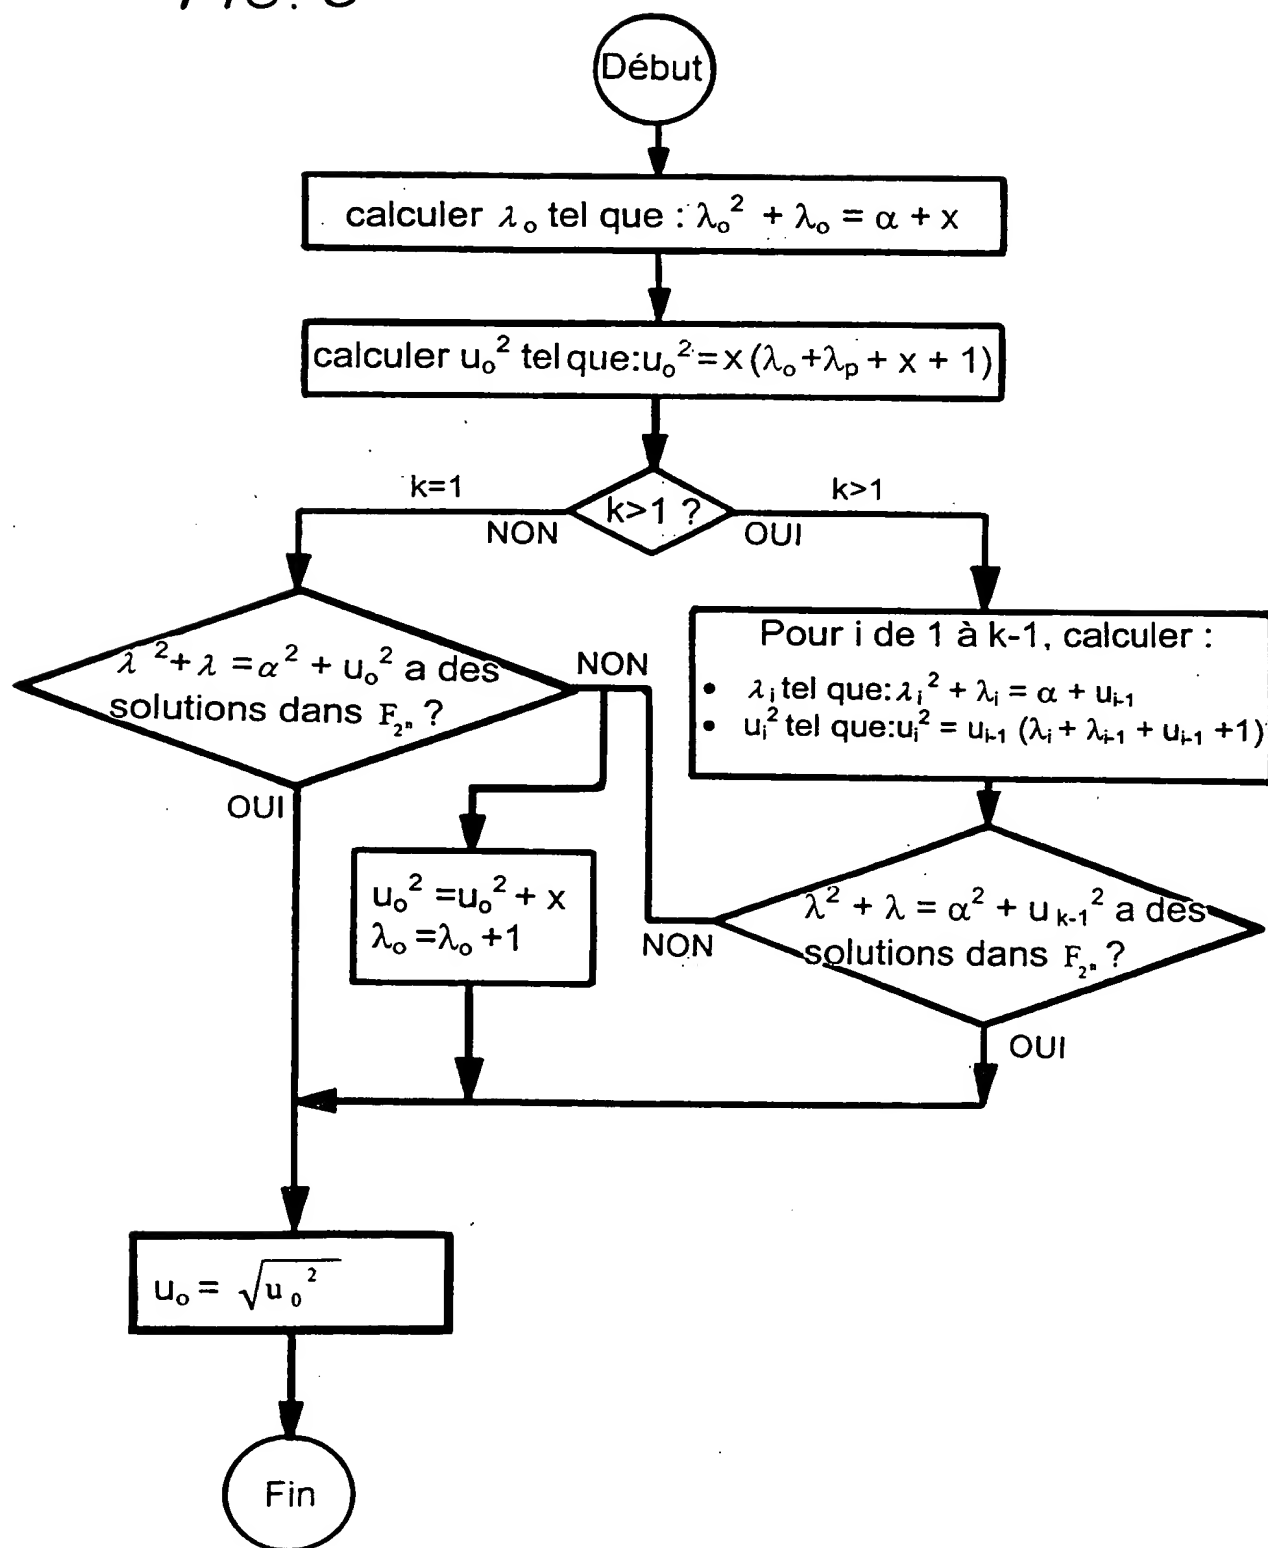 Début
calculer λₒ tel que : λₒ² + λₒ = α + x
calculer uₒ² tel que:uₒ²=x(λₒ+λₚ + x + 1)
k=1
k>1 ?
k>1
NON
OUI
λ²+λ =α² + uₒ² a des
solutions dans F₂ⁿ ?
NON
OUI
Pour i de 1 à k-1, calculer :
• λᵢ tel que:λᵢ² + λᵢ = α + uᵢ₋₁
• uᵢ² tel que:uᵢ² = uᵢ₋₁ (λᵢ + λᵢ₋₁ + uᵢ₋₁ +1)
uₒ² =uₒ² + x
λₒ =λₒ +1
λ² + λ = α² + uₖ₋₁² a des
solutions dans F₂ⁿ ?
NON
OUI
uₒ = √u₀²
Fin